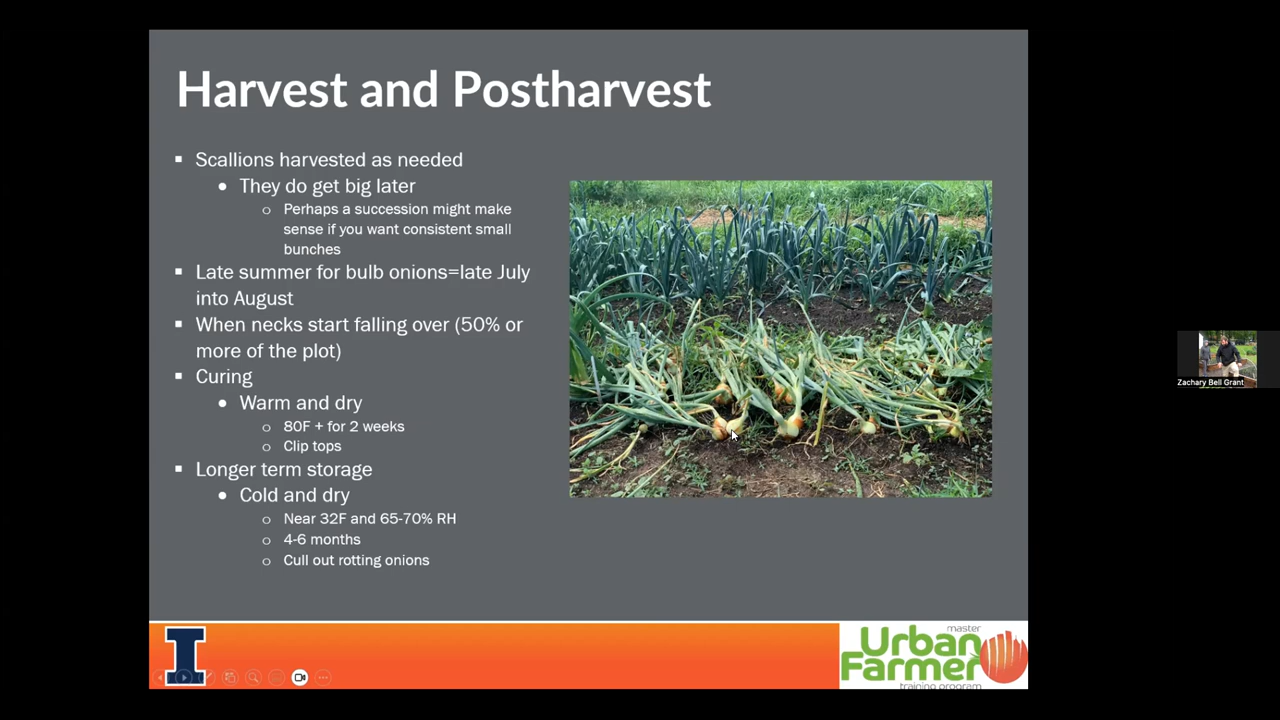 Harvest and Postharvest
▪ Scallions harvested as needed
• They do get big later
o Perhaps a succession might make
sense if you want consistent small
bunches
▪ Late summer for bulb onions=late July
into August
▪ When necks start falling over (50% or
more of the plot)
▪ Curing
• Warm and dry
o 80F + for 2 weeks
o Clip tops
▪ Longer term storage
• Cold and dry
o Near 32F and 65-70% RH
o 4-6 months
o Cull out rotting onions
Zachary Bell Grant
I
master
Urban
Farmer
training program